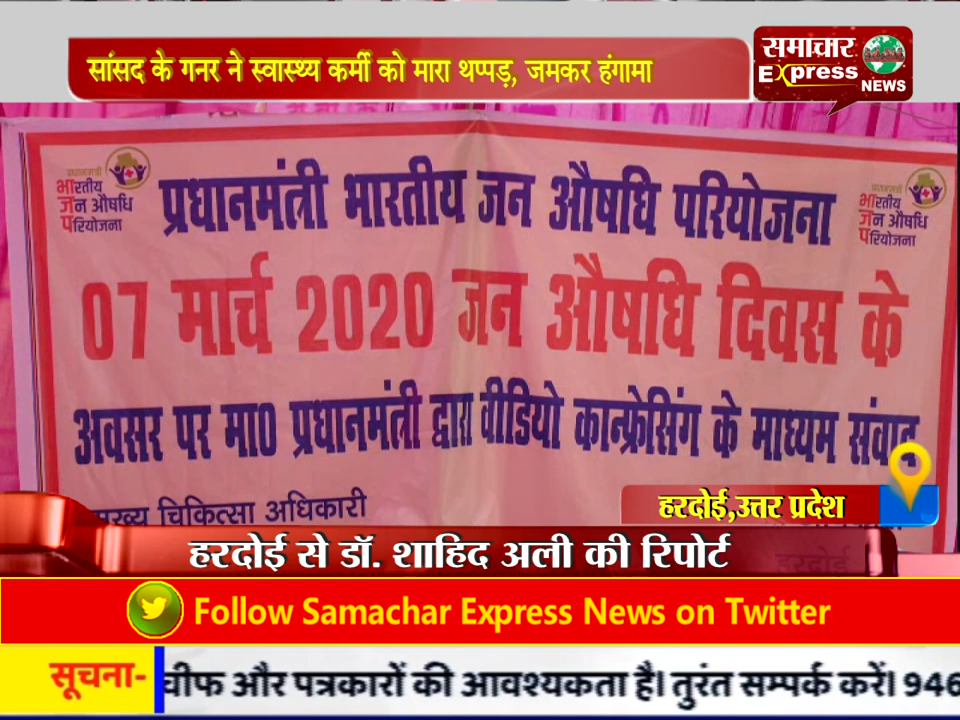 सांसद के गनर ने स्वास्थ्य कर्मी को मारा थप्पड़, जमकर हंगामा
समाचार
Express
NEWS
प्रधानमंत्री
भारतीय
जन औषधि
परियोजना
प्रधानमंत्री भारतीय जन औषधि परियोजना
प्रधानमंत्री
भारतीय
जन औषधि
परियोजना
07 मार्च 2020 जन औषधि दिवस के
अवसर पर मा0 प्रधानमंत्री द्वारा वीडियो कान्फ्रेसिंग के माध्यम संवाद
मुख्य चिकित्सा अधिकारी
हरदोई
हरदोई,उत्तर प्रदेश
हरदोई से डॉ. शाहिद अली की रिपोर्ट
Follow Samachar Express News on Twitter
सूचना- चीफ और पत्रकारों की आवश्यकता है। तुरंत सम्पर्क करें। 946